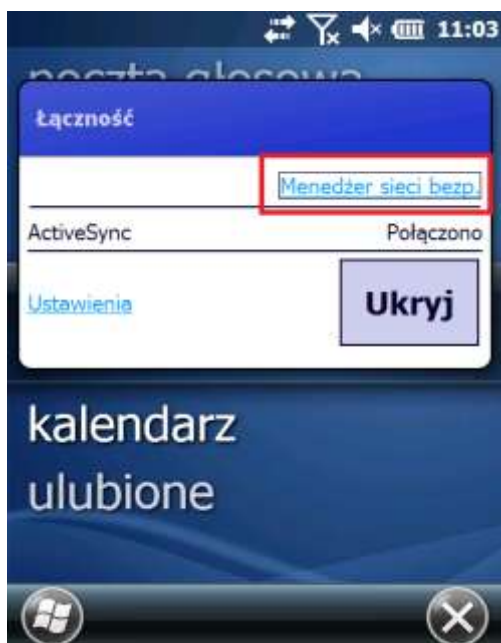 11:03
poczta głosowa
Łączność
Menedżer sieci bezp.
ActiveSync Połączono
Ustawienia Ukryj
kalendarz
ulubione